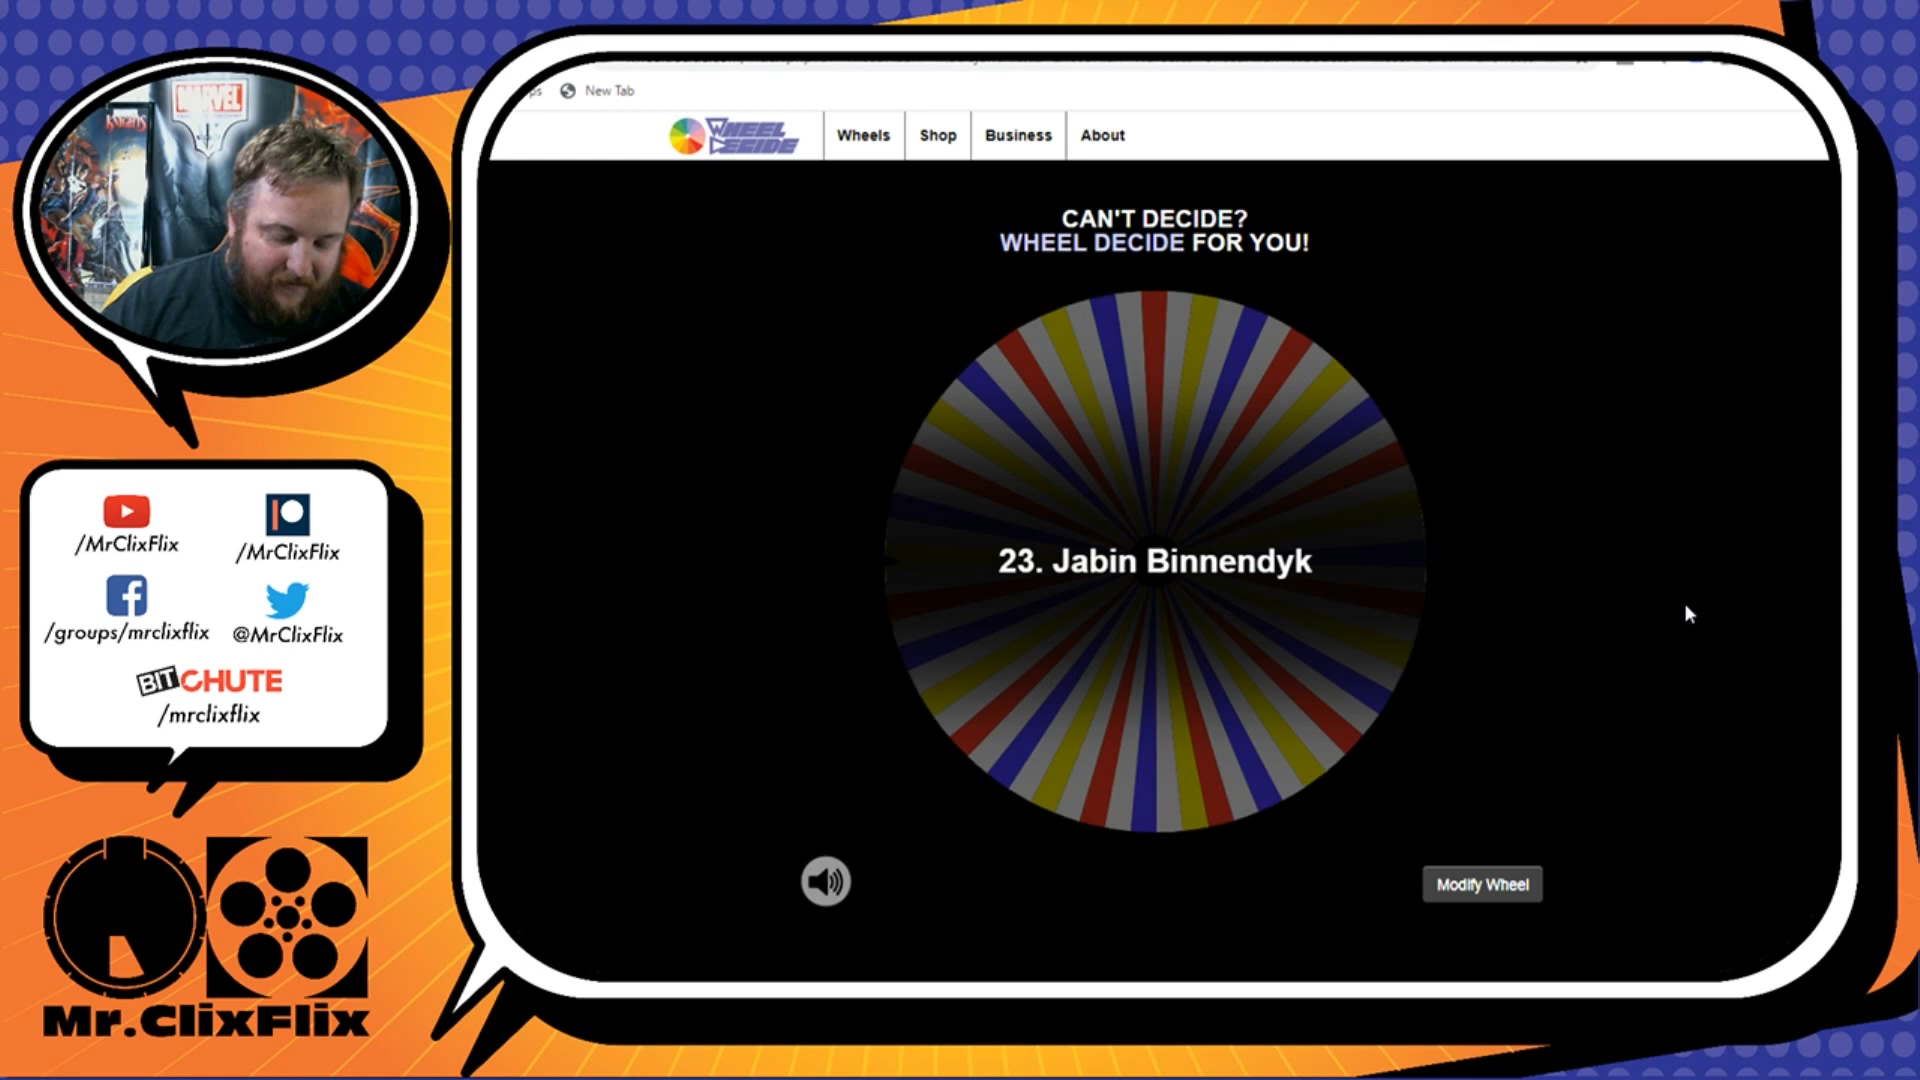 MARVEL
KNIGHTS
/MrClixFlix
/MrClixFlix
/groups/mrclixflix
@MrClixFlix
BITCHUTE
/mrclixflix
Mr.ClixFlix
New Tab
WHEEL DECIDE
Wheels
Shop
Business
About
CAN'T DECIDE?
WHEEL DECIDE FOR YOU!
23. Jabin Binnendyk
Modify Wheel